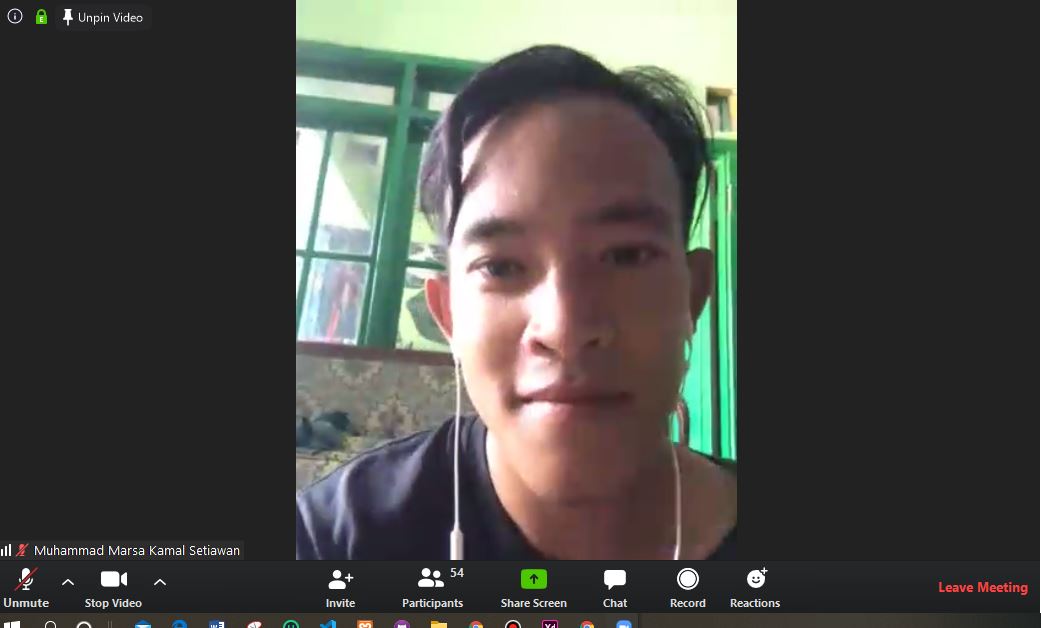 Unpin Video
Muhammad Marsa Kamal Setiawan
54
Unmute
Stop Video
Invite
Participants
Share Screen
Chat
Record
Reactions
Leave Meeting